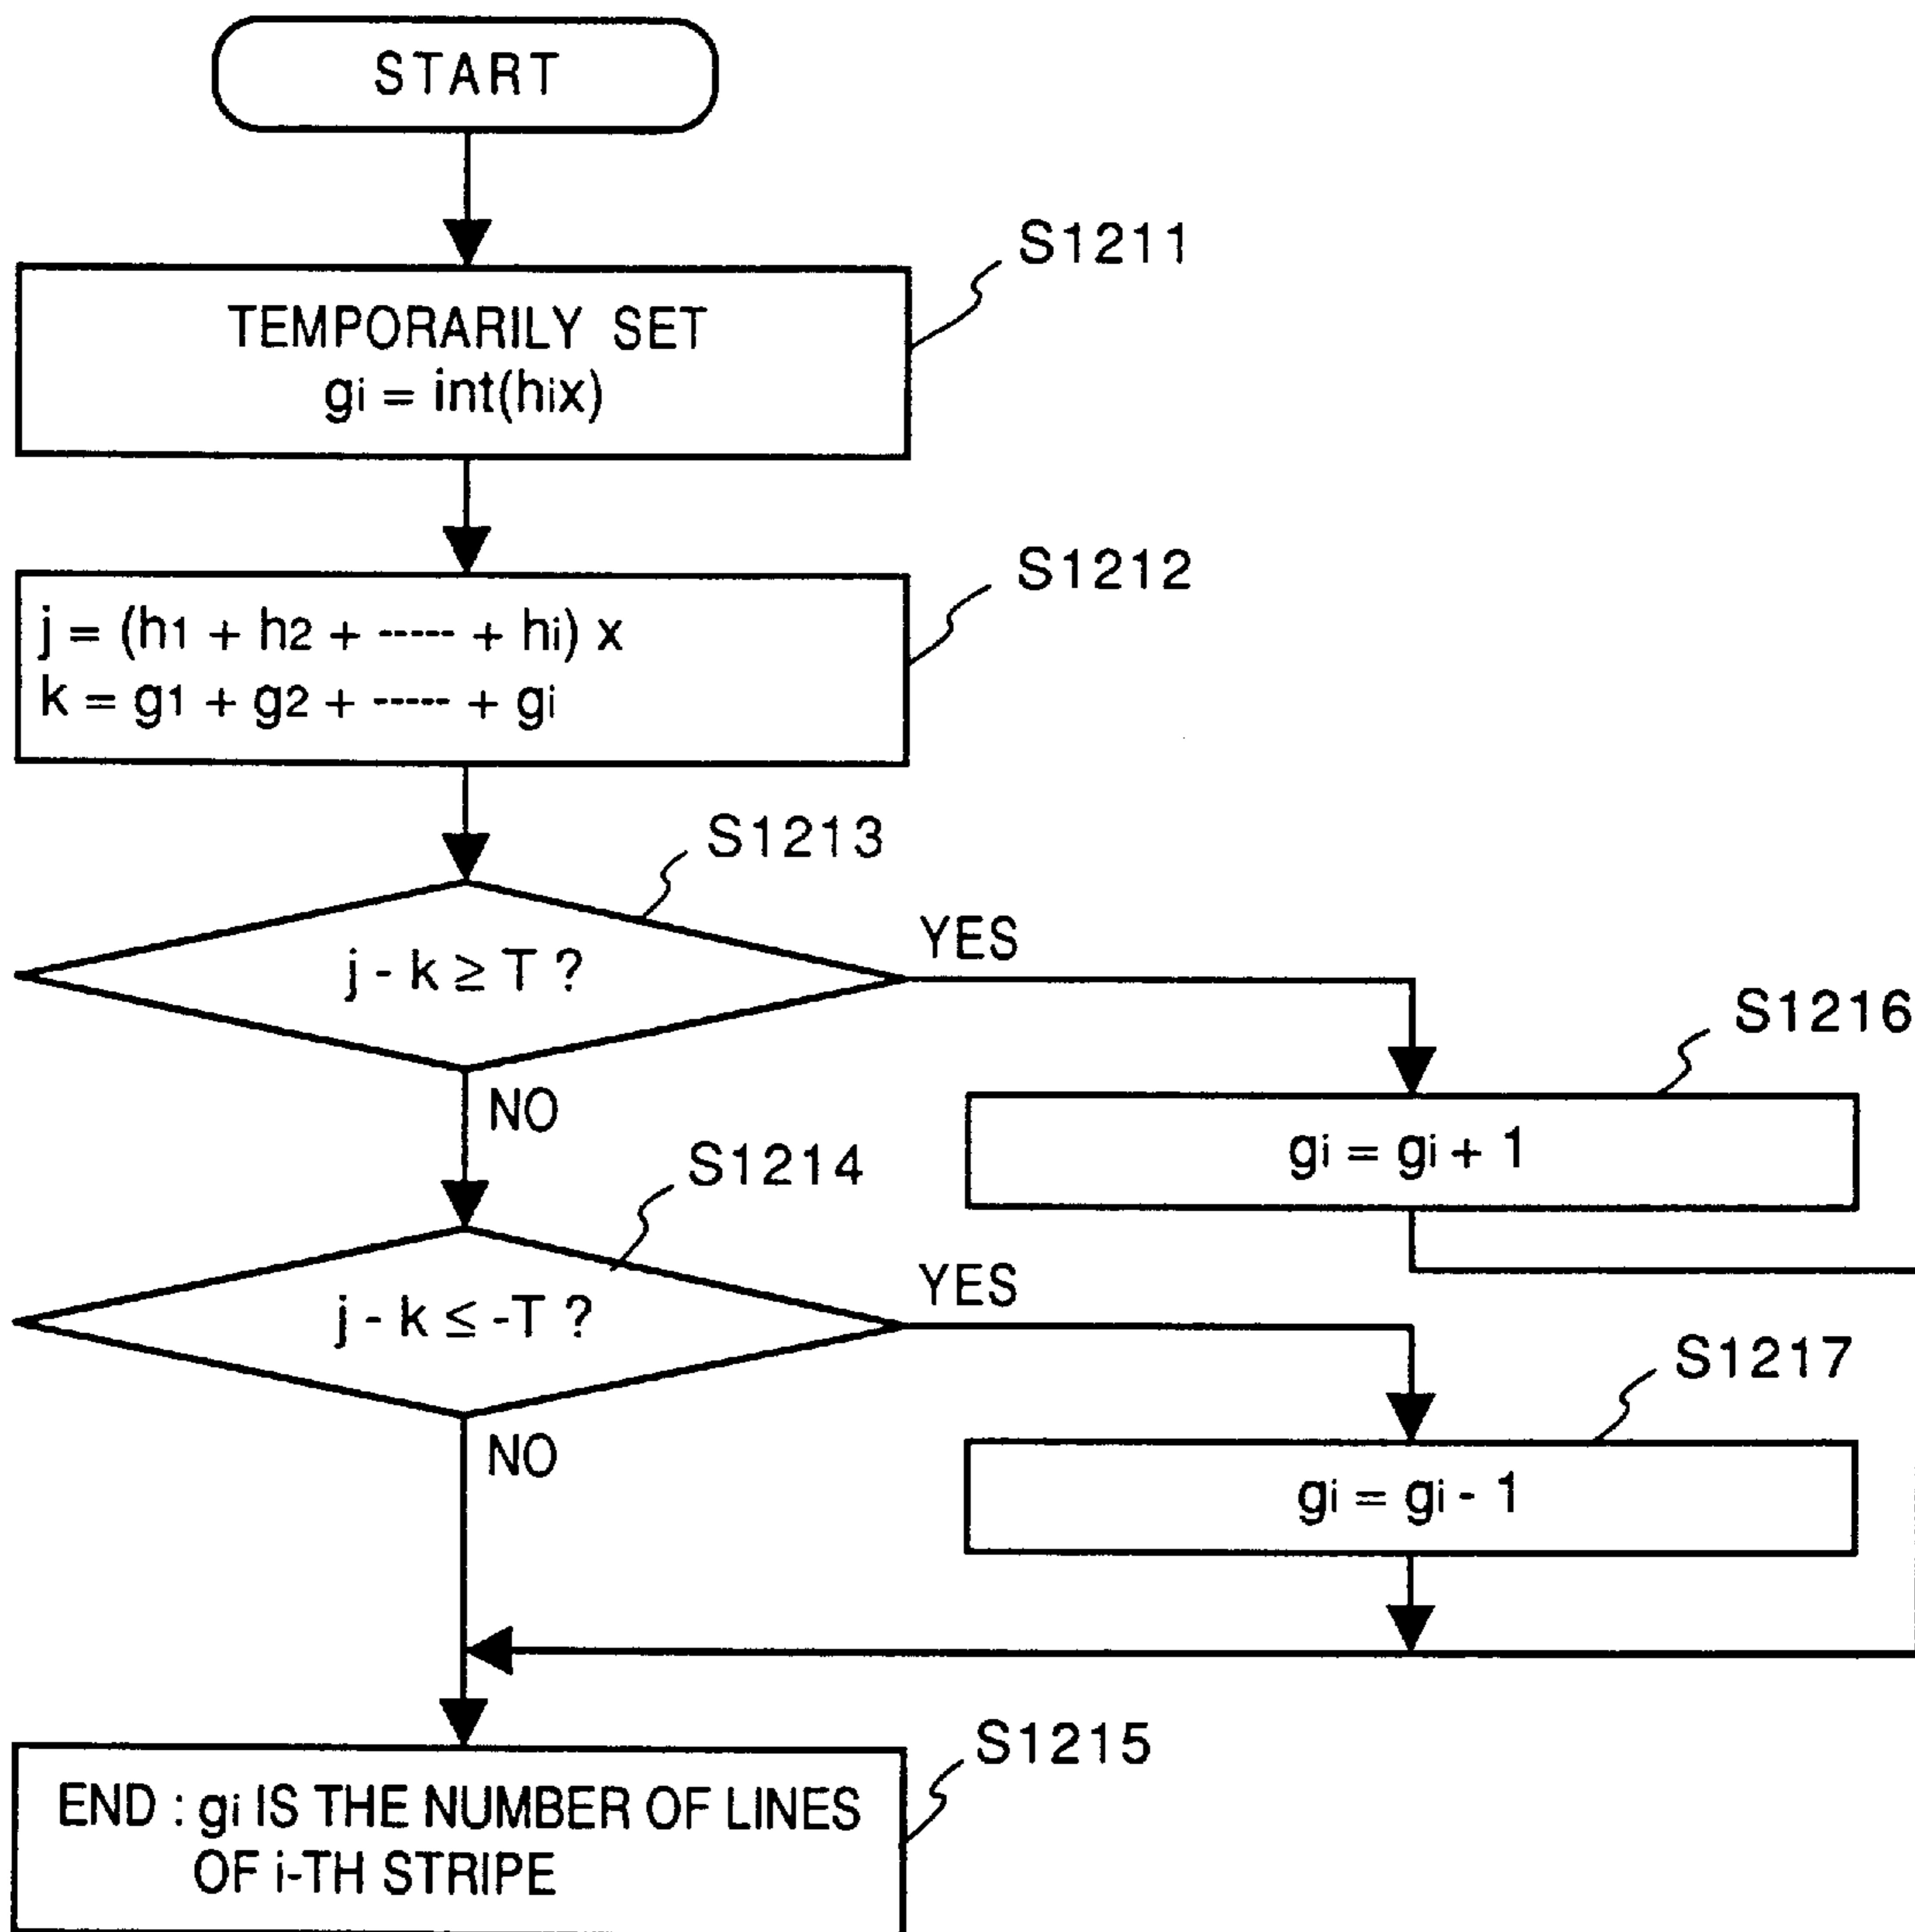 START
S1211
TEMPORARILY SET
gi = int(hix)
S1212
j = (h1 + h2 + ----- + hi) x
k = g1 + g2 + ----- + gi
S1213
j - k ≥ T ?
YES
S1216
NO
gi = gi + 1
S1214
j - k ≤ -T ?
YES
S1217
NO
gi = gi - 1
S1215
END : gi IS THE NUMBER OF LINES
OF i-TH STRIPE